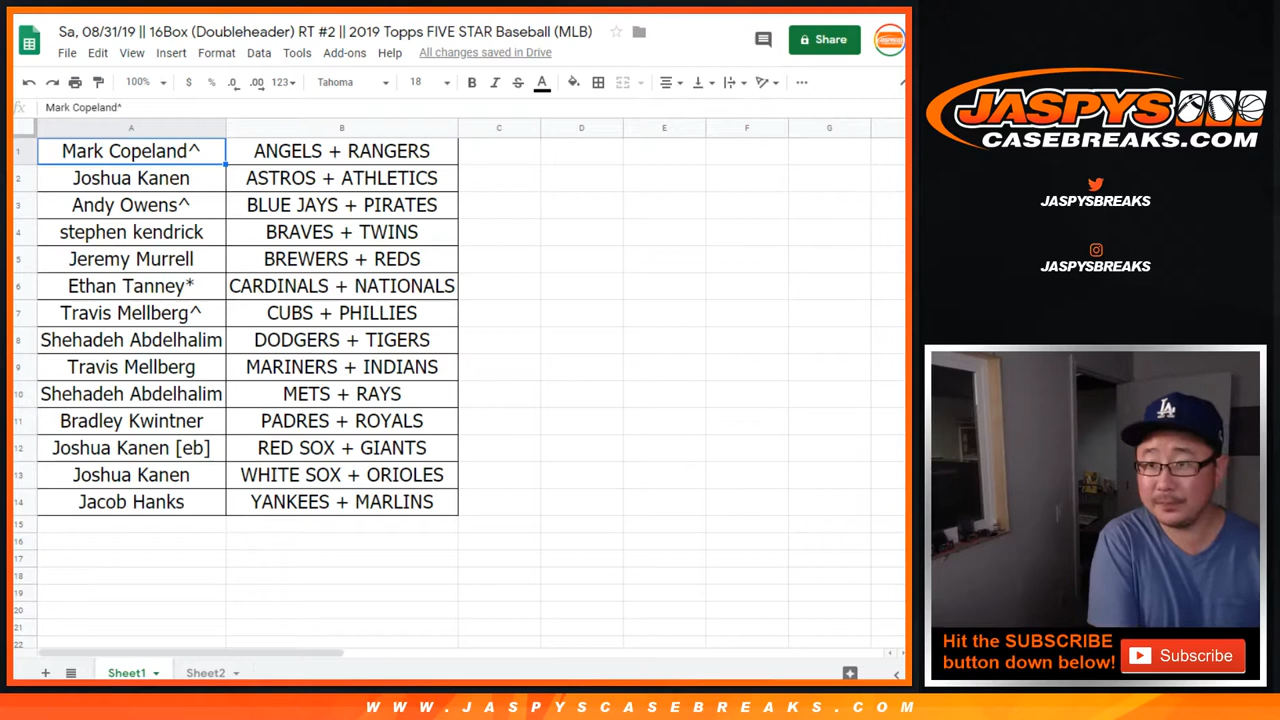 Sa, 08/31/19 || 16Box (Doubleheader) RT #2 || 2019 Topps FIVE STAR Baseball (MLB)
File Edit View Insert Format Data Tools Add-ons Help All changes saved in Drive
Share
100% $ % .0 .00 123 Tahoma 18 B I S A
fx Mark Copeland^
A B C D E F G
1 Mark Copeland^ ANGELS + RANGERS
2 Joshua Kanen ASTROS + ATHLETICS
3 Andy Owens^ BLUE JAYS + PIRATES
4 stephen kendrick BRAVES + TWINS
5 Jeremy Murrell BREWERS + REDS
6 Ethan Tanney* CARDINALS + NATIONALS
7 Travis Mellberg^ CUBS + PHILLIES
8 Shehadeh Abdelhalim DODGERS + TIGERS
9 Travis Mellberg MARINERS + INDIANS
10 Shehadeh Abdelhalim METS + RAYS
11 Bradley Kwintner PADRES + ROYALS
12 Joshua Kanen [eb] RED SOX + GIANTS
13 Joshua Kanen WHITE SOX + ORIOLES
14 Jacob Hanks YANKEES + MARLINS
15
16
17
18
19
20
21
22
Sheet1 Sheet2
JASPYS
CASEBREAKS.COM
JASPYSBREAKS
JASPYSBREAKS
LA
Hit the SUBSCRIBE
button down below!
Subscribe
WWW.JASPYSCASEBREAKS.COM